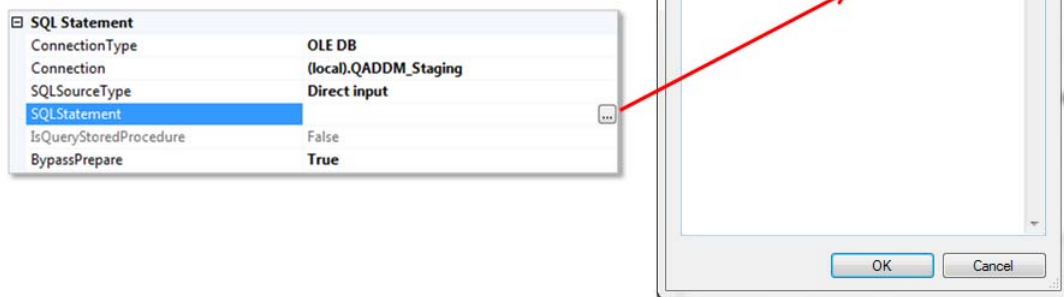 SQL Statement
ConnectionType OLE DB
Connection (local).QADDM_Staging
SQLSourceType Direct input
SQLStatement ...
IsQueryStoredProcedure False
BypassPrepare True
OK Cancel